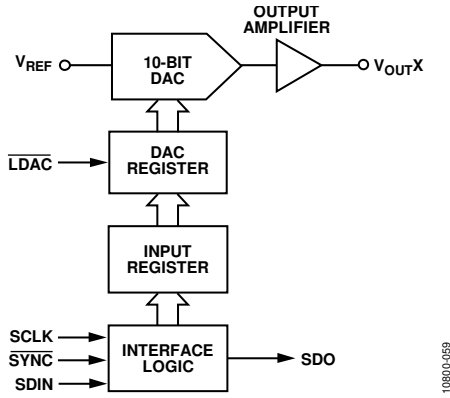 OUTPUT
AMPLIFIER
VREF
10-BIT
DAC
VOUTX
LDAC
DAC
REGISTER
INPUT
REGISTER
SCLK
SYNC
SDIN
INTERFACE
LOGIC
SDO
10800-059